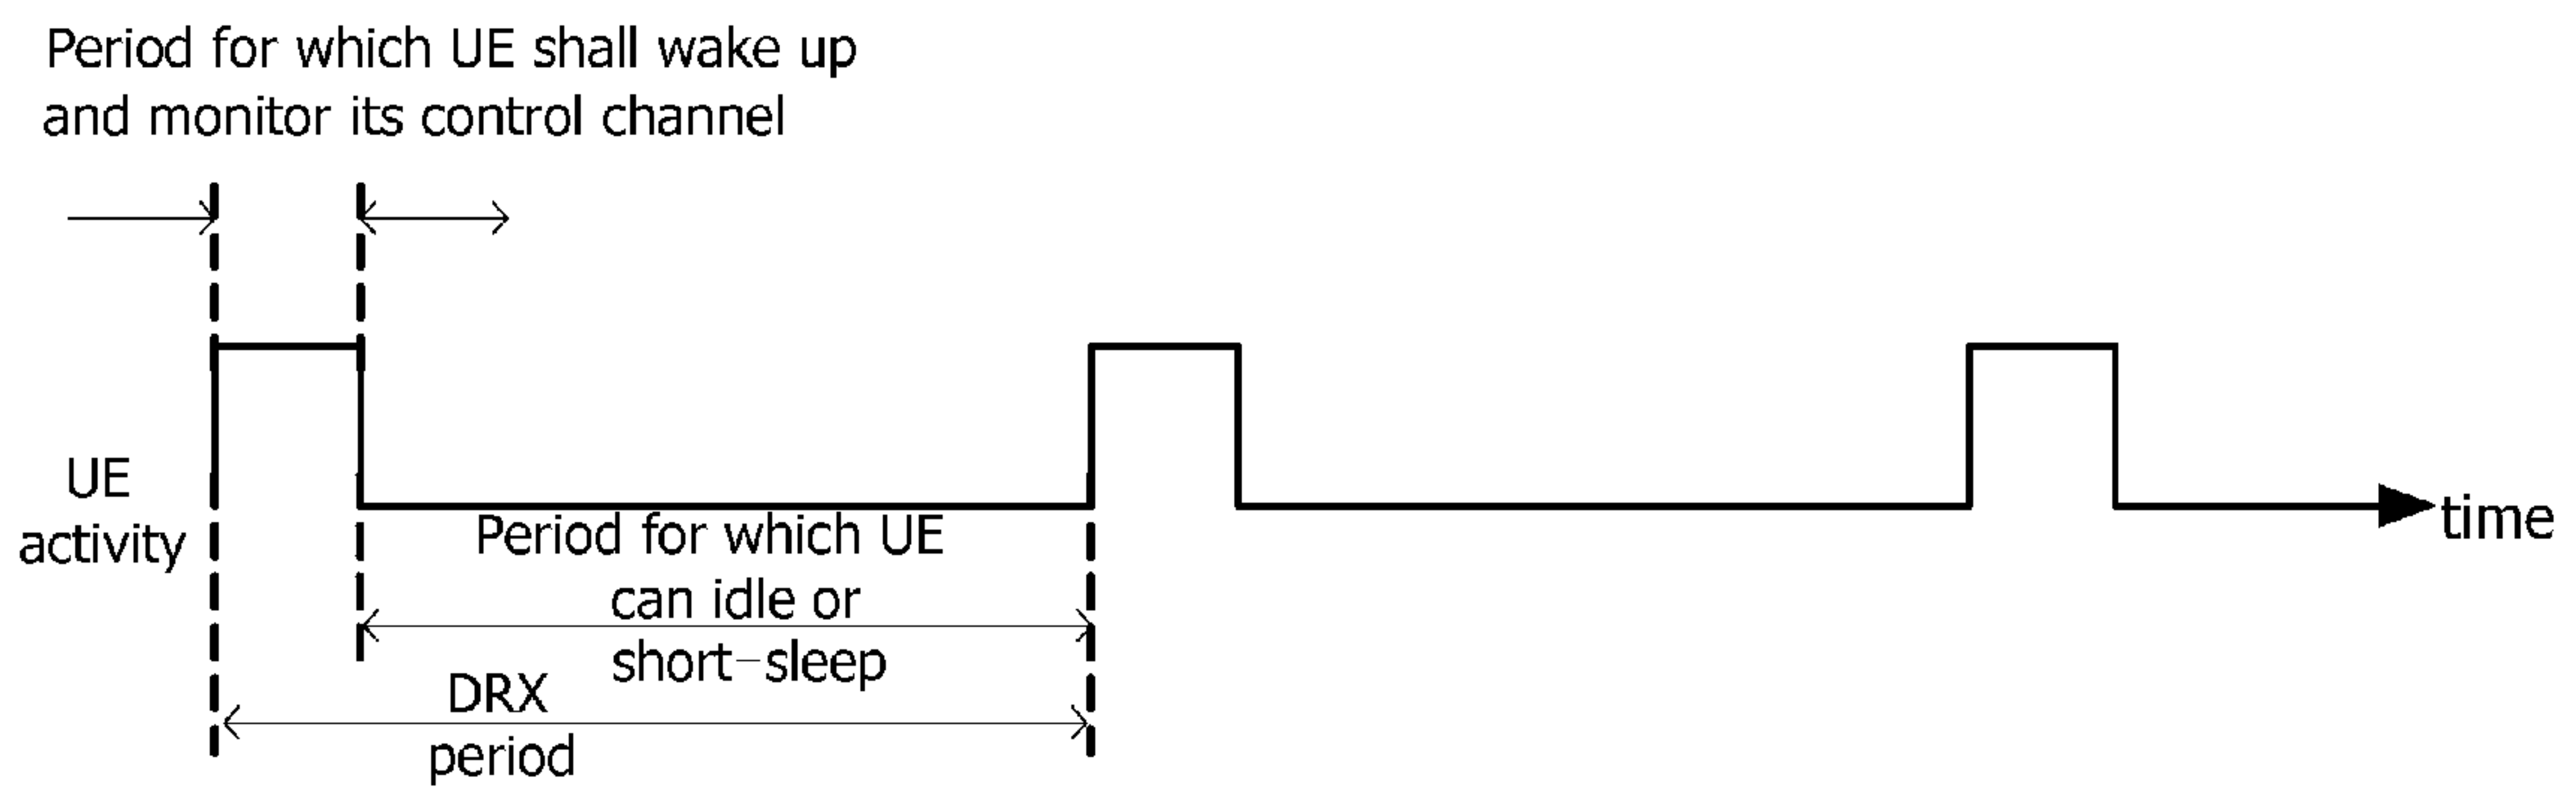 Period for which UE shall wake up
and monitor its control channel
UE
activity
time
Period for which UE
can idle or
short-sleep
DRX
period